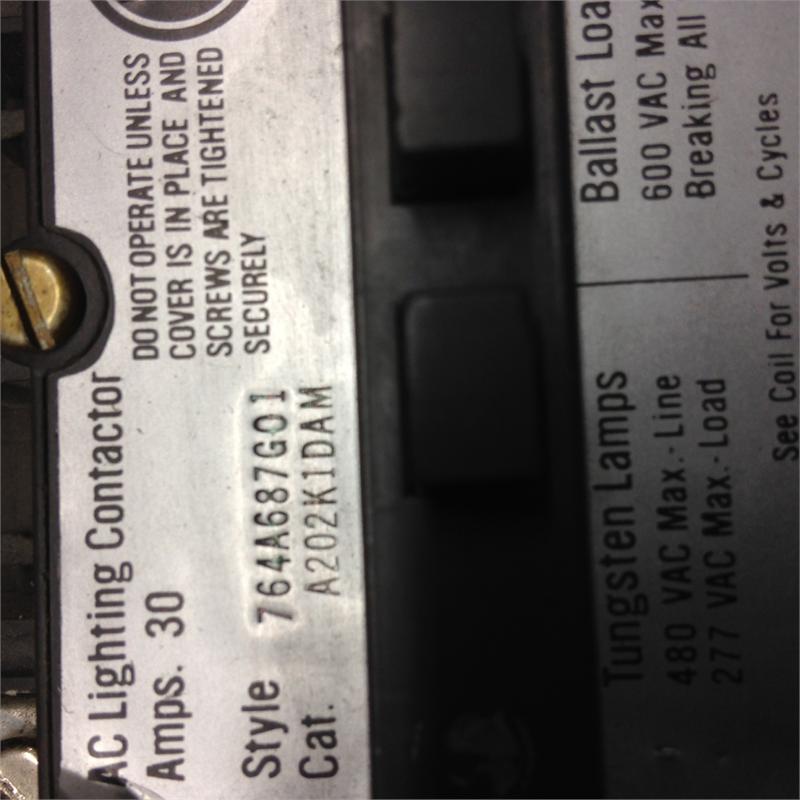 AC Lighting Contactor
Amps. 30
DO NOT OPERATE UNLESS
COVER IS IN PLACE AND
SCREWS ARE TIGHTENED
SECURELY
Style 764A687G01
Cat. A202K1DAM
Tungsten Lamps
480 VAC Max.-Line
277 VAC Max.-Load
Ballast Loa
600 VAC Max
Breaking All
See Coil For Volts & Cycles